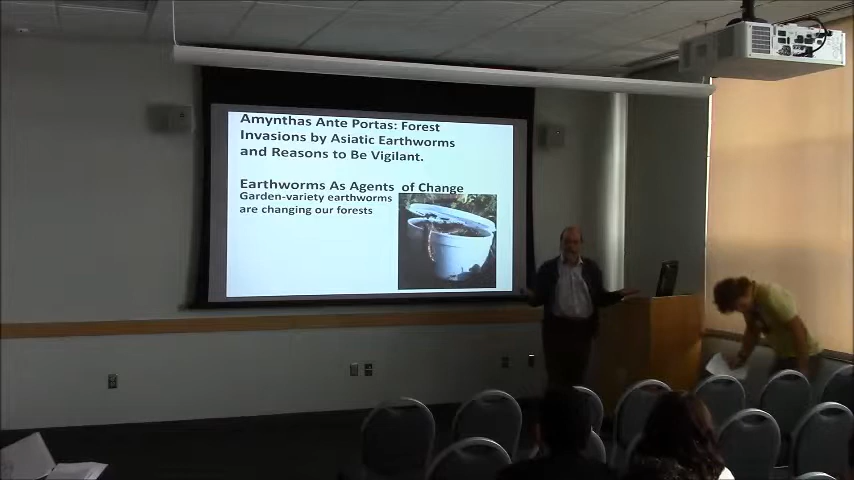 Amynthas Ante Portas: Forest
Invasions by Asiatic Earthworms
and Reasons to Be Vigilant.
Earthworms As Agents of Change
Garden-variety earthworms
are changing our forests